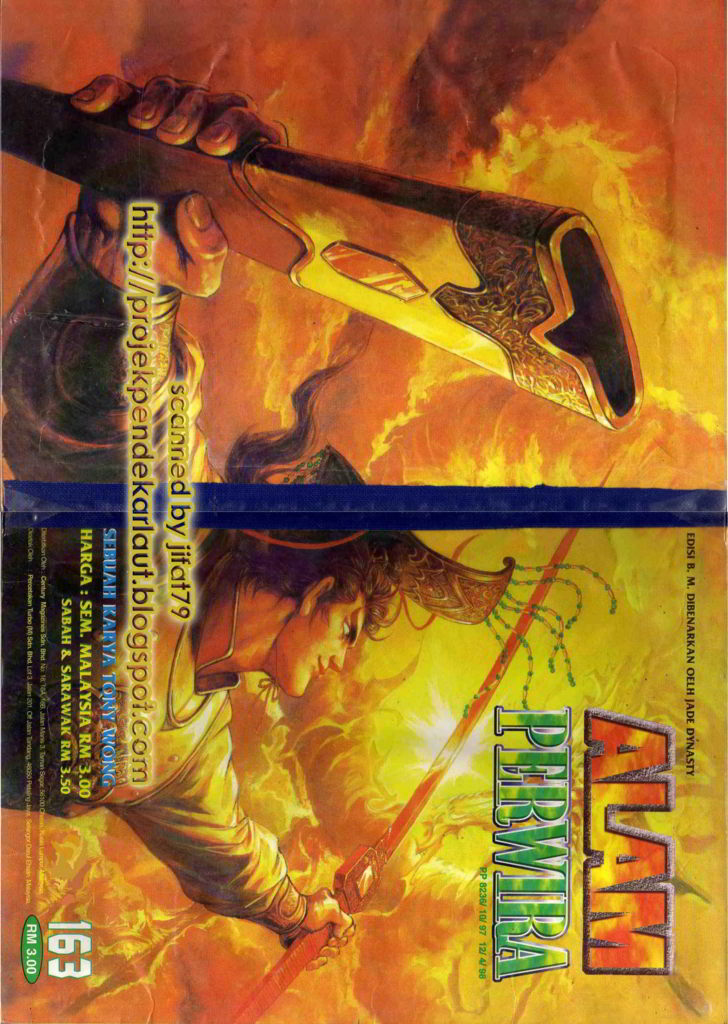 EDISI B. M. DIBENARKAN OELH JADE DYNASTY
ALAM
PERWIRA
PP 8236/ 10/ 97 12/ 4/ 98
scanned by jifat79
http://projekpendekarlaut.blogspot.com
SEBUAH KARYA TONY WONG
HARGA : SEM. MALAYSIA RM 3.00
SABAH & SARAWAK RM 3.50
163
RM 3.00